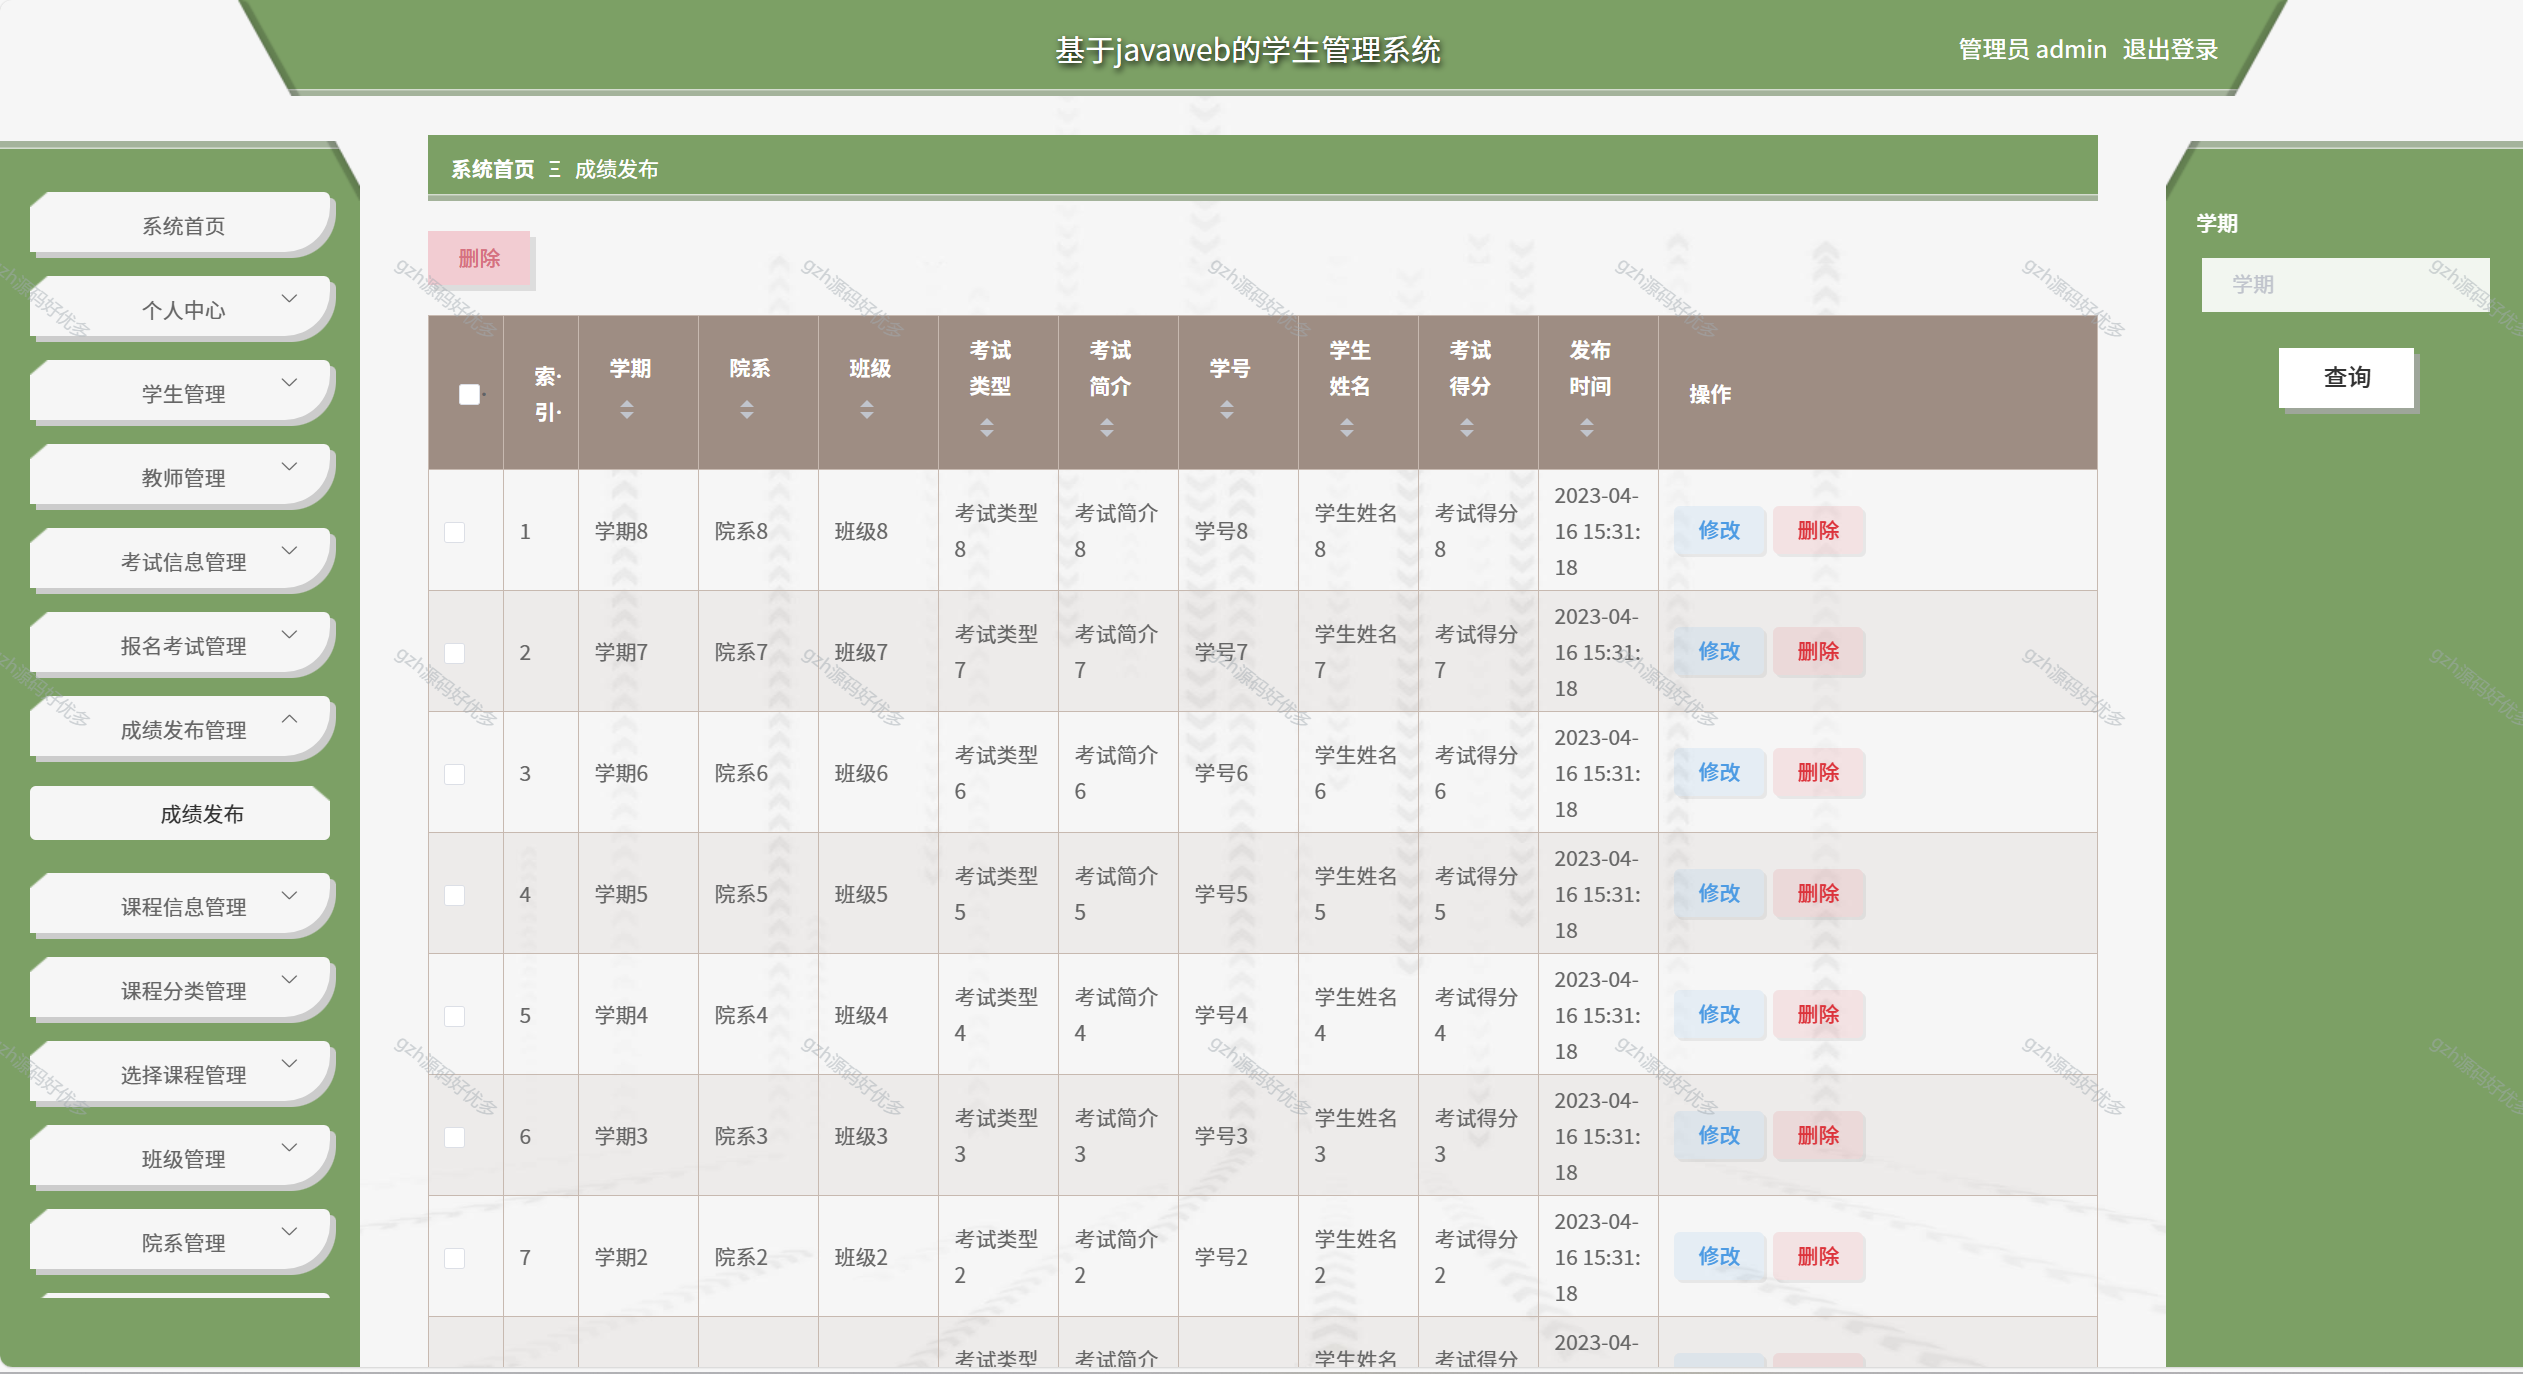 基于javaweb的学生管理系统
管理员 admin 退出登录
系统首页
个人中心
学生管理
教师管理
考试信息管理
报名考试管理
成绩发布管理
成绩发布
课程信息管理
课程分类管理
选择课程管理
班级管理
院系管理
系统首页 Ξ 成绩发布
删除
索引 学期 院系 班级 考试类型 考试简介 学号 学生姓名 考试得分 发布时间 操作
1 学期8 院系8 班级8 考试类型8 考试简介8 学号8 学生姓名8 考试得分8 2023-04-16 15:31:18 修改 删除
2 学期7 院系7 班级7 考试类型7 考试简介7 学号7 学生姓名7 考试得分7 2023-04-16 15:31:18 修改 删除
3 学期6 院系6 班级6 考试类型6 考试简介6 学号6 学生姓名6 考试得分6 2023-04-16 15:31:18 修改 删除
4 学期5 院系5 班级5 考试类型5 考试简介5 学号5 学生姓名5 考试得分5 2023-04-16 15:31:18 修改 删除
5 学期4 院系4 班级4 考试类型4 考试简介4 学号4 学生姓名4 考试得分4 2023-04-16 15:31:18 修改 删除
6 学期3 院系3 班级3 考试类型3 考试简介3 学号3 学生姓名3 考试得分3 2023-04-16 15:31:18 修改 删除
7 学期2 院系2 班级2 考试类型2 考试简介2 学号2 学生姓名2 考试得分2 2023-04-16 15:31:18 修改 删除
考试类型 考试简介 学生姓名 考试得分 2023-04-
学期
学期
查询
gzh源码好优多